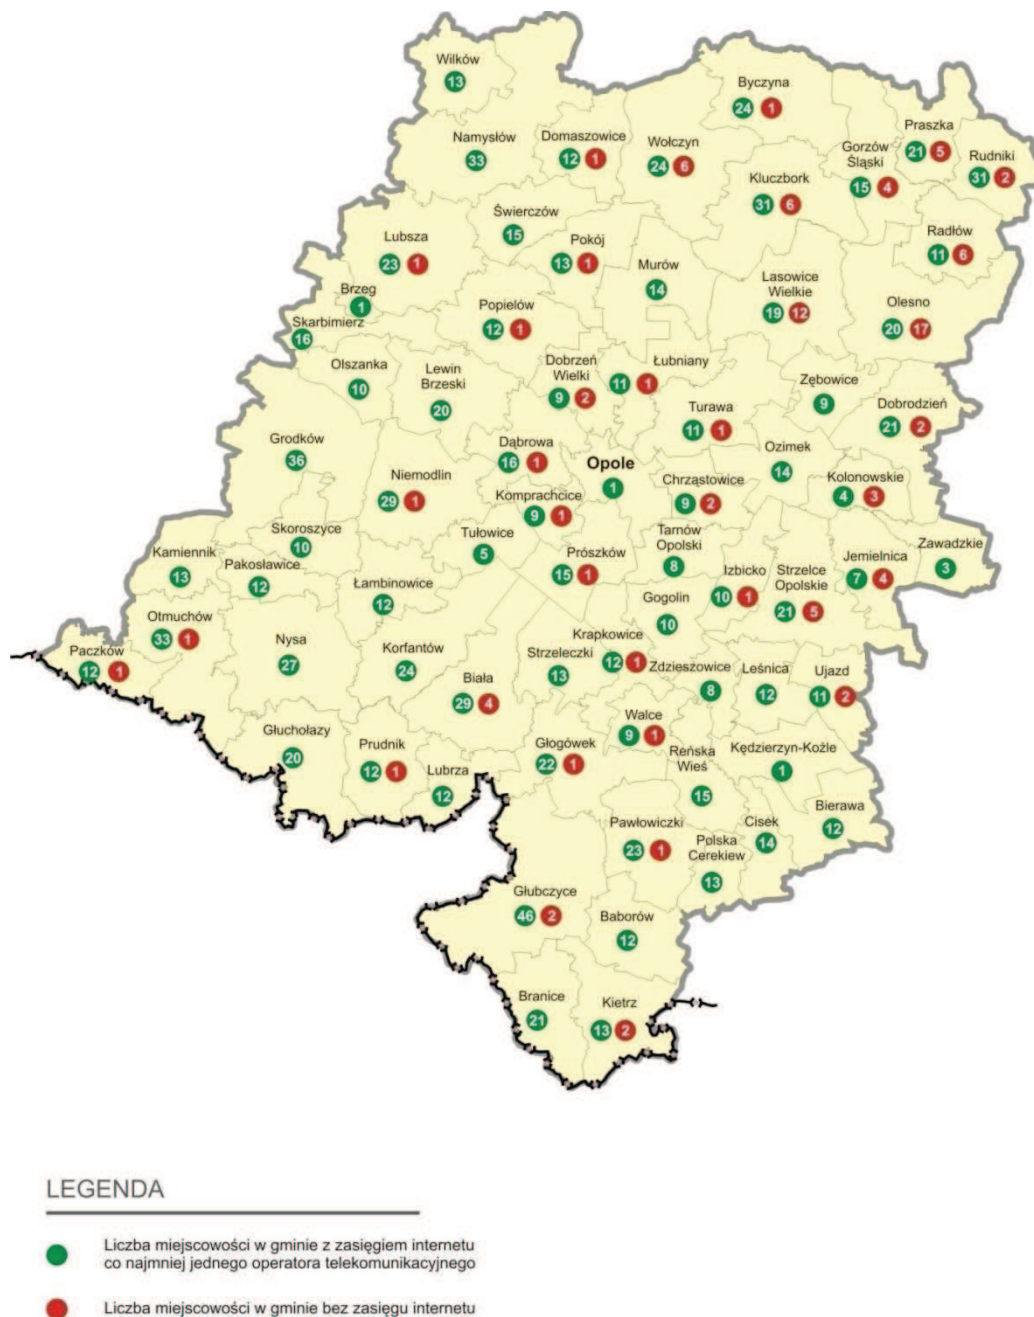 Wilków
13
Byczyna
24 1
Namysłów
33
Domaszowice
12 1
Wołczyn
24 6
Praszka
21 5
Gorzów
Śląski
15 4
Rudniki
31 2
Kluczbork
31 6
Świerczów
15
Lubsza
23 1
Pokój
13 1
Radłów
11 6
Murów
14
Lasowice
Wielkie
19 12
Olesno
20 17
Brzeg
1
Skarbimierz
16
Popielów
12 1
Olszanka
10
Lewin
Brzeski
20
Dobrzeń
Wielki
9 2
Łubniany
11 1
Zębowice
9
Dobrodzień
21 2
Turawa
11 1
Grodków
36
Dąbrowa
16 1
Opole
1
Ozimek
14
Niemodlin
29 1
Chrząstowice
9 2
Kolonowskie
4 3
Komprachcice
9 1
Skoroszyce
10
Tułowice
5
Tarnów
Opolski
8
Zawadzkie
3
Kamiennik
13
Pakosławice
12
Prószków
15 1
Izbicko
10 1
Strzelce
Opolskie
21 5
Jemielnica
7 4
Łambinowice
12
Gogolin
10
Otmuchów
33 1
Paczków
12 1
Nysa
27
Korfantów
24
Strzeleczki
13
Krapkowice
12 1
Zdzieszowice
8
Leśnica
12
Ujazd
11 2
Biała
29 4
Walce
9 1
Głuchołazy
20
Prudnik
12 1
Lubrza
12
Głogówek
22 1
Reńska
Wieś
15
Kędzierzyn-Koźle
1
Bierawa
12
Pawłowiczki
23 1
Polska
Cerekiew
13
Cisek
14
Głubczyce
46 2
Baborów
12
Branice
21
Kietrz
13 2
LEGENDA
Liczba miejscowości w gminie z zasięgiem internetu
co najmniej jednego operatora telekomunikacyjnego
Liczba miejscowości w gminie bez zasięgu internetu